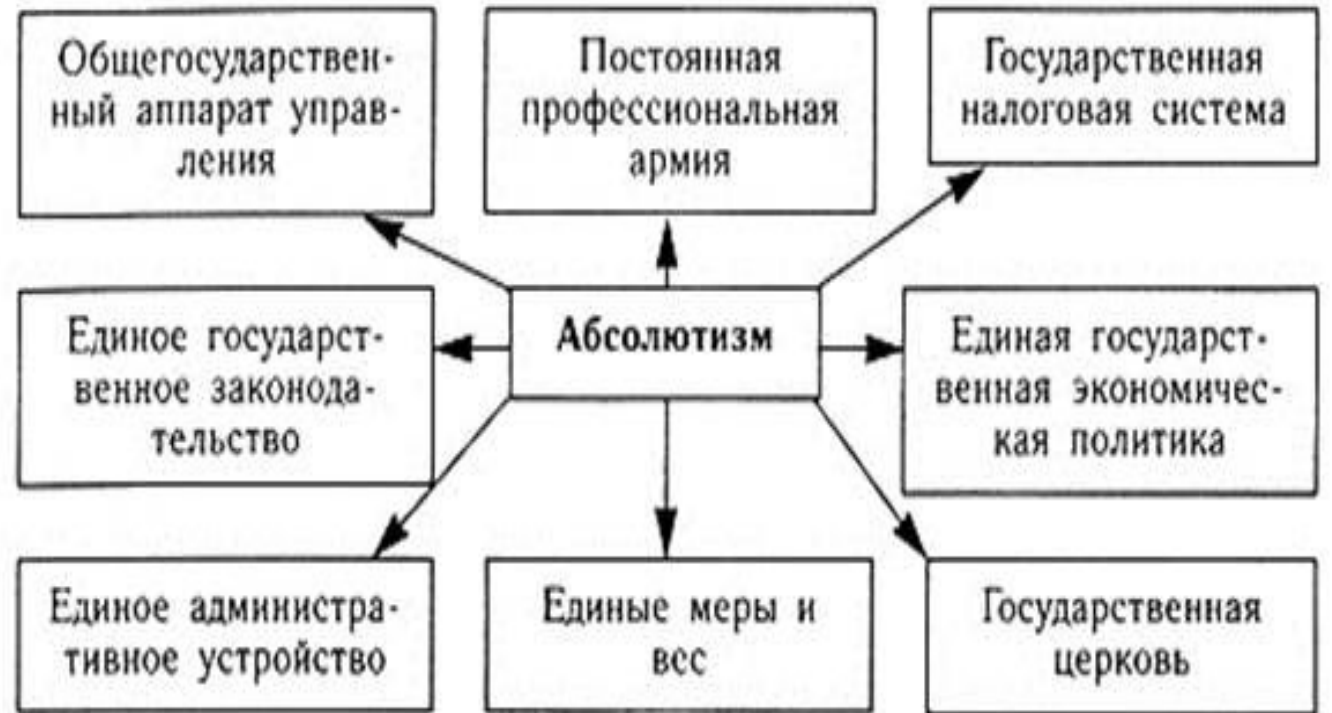 Общегосударствен-
ный аппарат управ-
ления
Постоянная
профессиональная
армия
Государственная
налоговая система
Единое государст-
венное законода-
тельство
Абсолютизм
Единая государст-
венная экономичес-
кая политика
Единое администра-
тивное устройство
Единые меры и
всс
Государственная
церковь